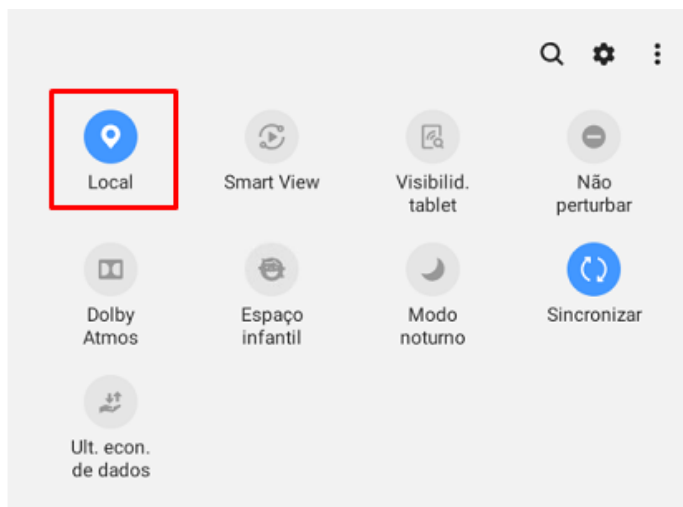 Local
Smart View
Visibilid.
tablet
Não
perturbar
Dolby
Atmos
Espaço
infantil
Modo
noturno
Sincronizar
Ult. econ.
de dados